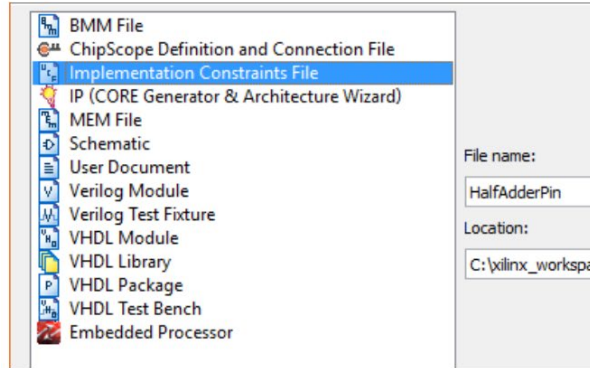 BMM File
ChipScope Definition and Connection File
Implementation Constraints File
IP (CORE Generator & Architecture Wizard)
MEM File
Schematic
User Document
Verilog Module
Verilog Test Fixture
VHDL Module
VHDL Library
VHDL Package
VHDL Test Bench
Embedded Processor
File name:
HalfAdderPin
Location:
C:\xilinx_workspa